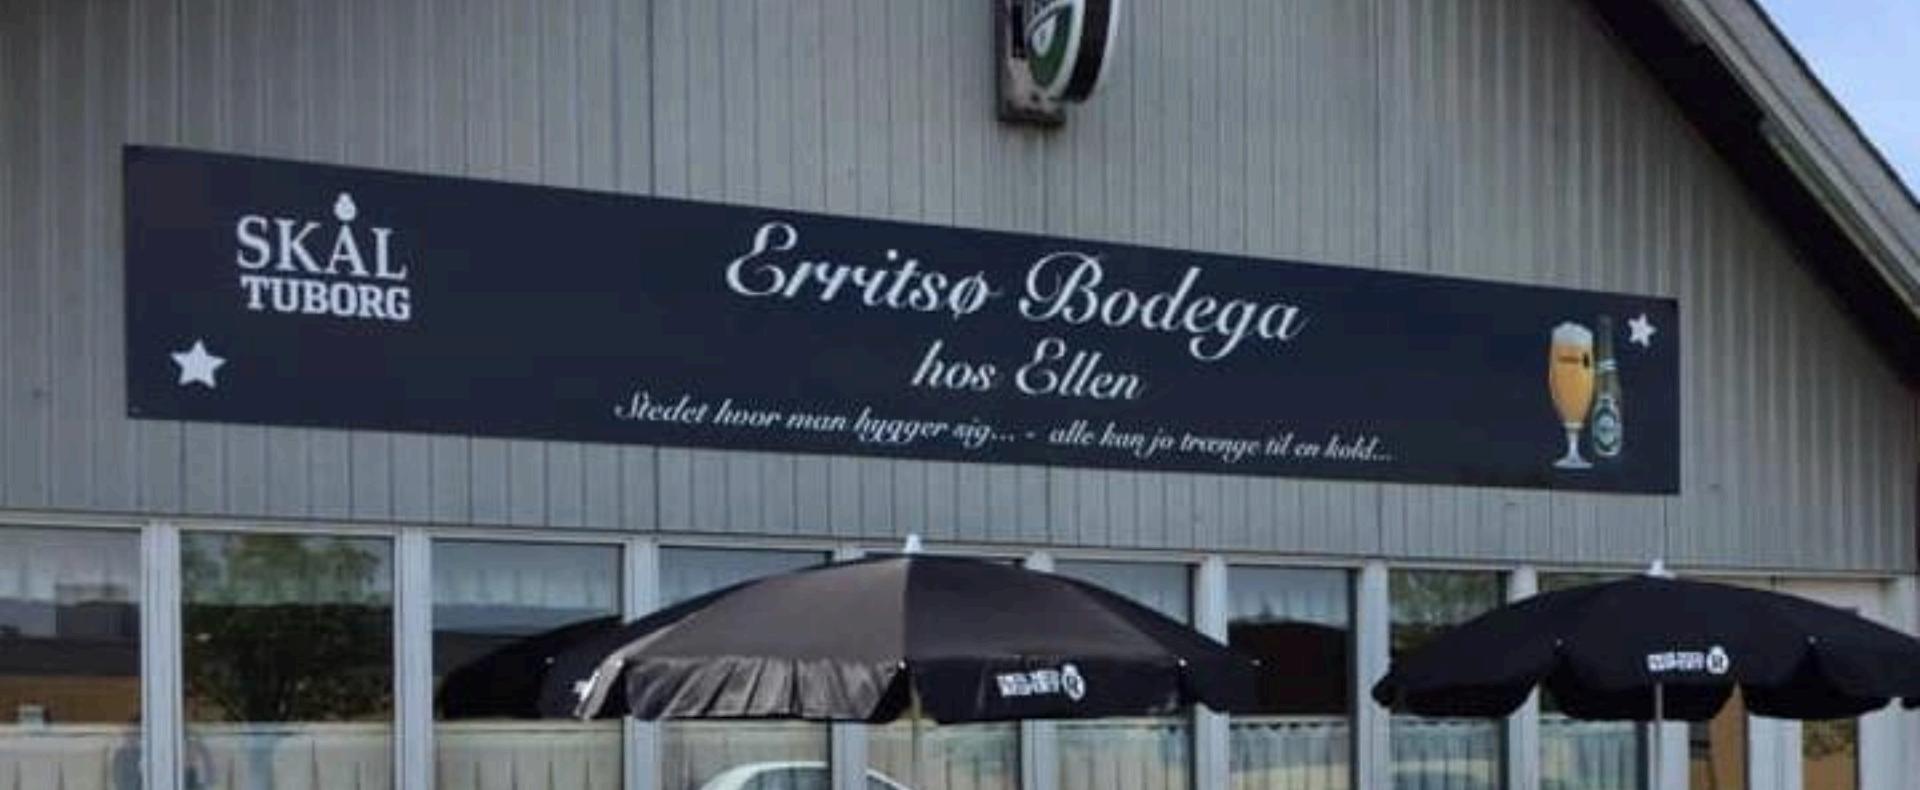 SKÅL
TUBORG
Erritsø Bodega
hos Ellen
Stedet hvor man hygger sig... - alle kan jo trænge til en kold...